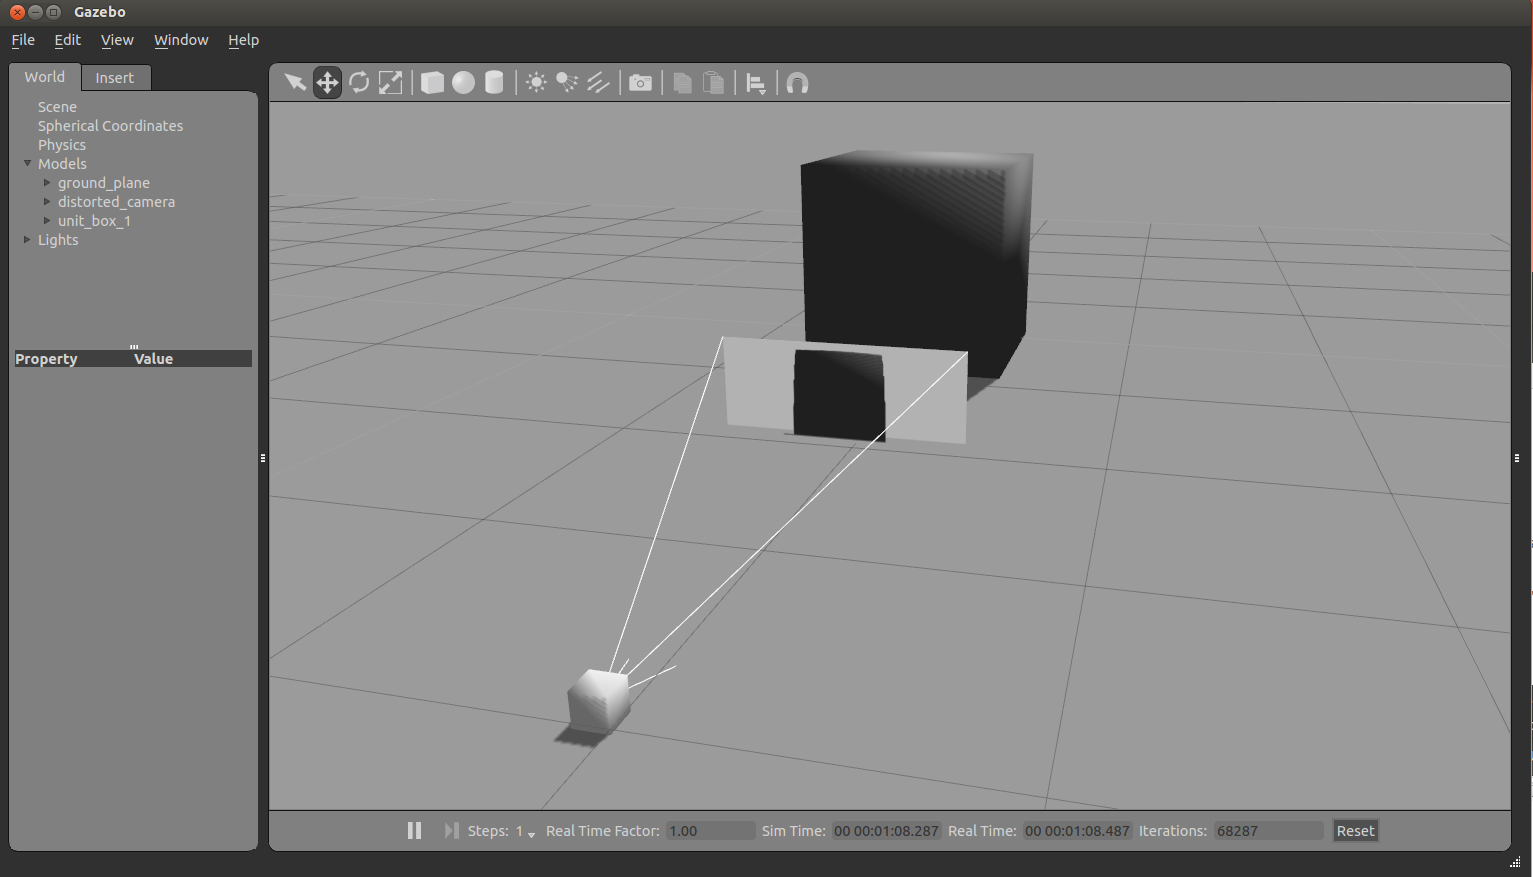 Gazebo
File Edit View Window Help
World Insert
Scene
Spherical Coordinates
Physics
Models
ground_plane
distorted_camera
unit_box_1
Lights
Property Value
Steps: 1 Real Time Factor: 1.00 Sim Time: 00 00:01:08.287 Real Time: 00 00:01:08.487 Iterations: 68287 Reset